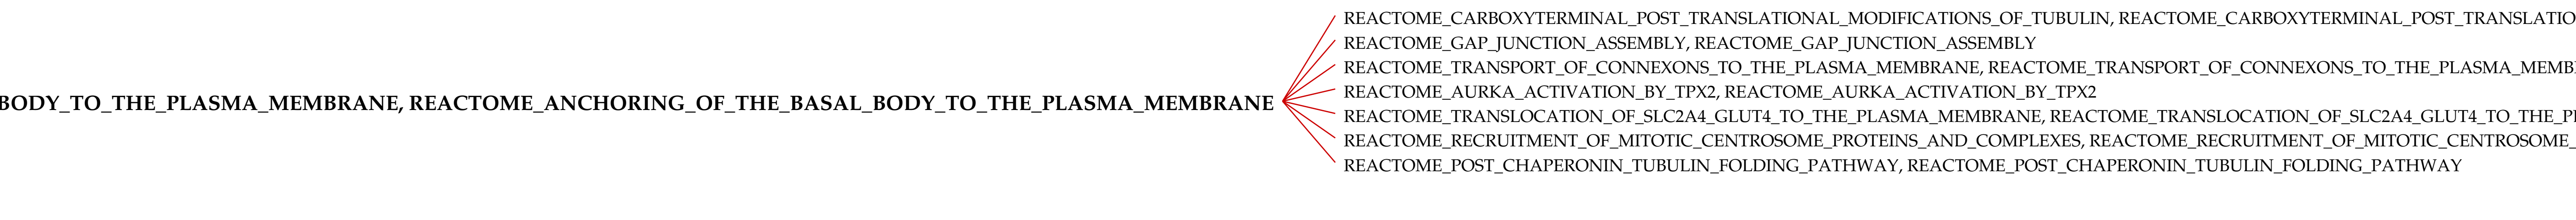 BODY_TO_THE_PLASMA_MEMBRANE, REACTOME_ANCHORING_OF_THE_BASAL_BODY_TO_THE_PLASMA_MEMBRANE
REACTOME_CARBOXYTERMINAL_POST_TRANSLATIONAL_MODIFICATIONS_OF_TUBULIN, REACTOME_CARBOXYTERMINAL_POST_TRANSLATIO
REACTOME_GAP_JUNCTION_ASSEMBLY, REACTOME_GAP_JUNCTION_ASSEMBLY
REACTOME_TRANSPORT_OF_CONNEXONS_TO_THE_PLASMA_MEMBRANE, REACTOME_TRANSPORT_OF_CONNEXONS_TO_THE_PLASMA_MEMB
REACTOME_AURKA_ACTIVATION_BY_TPX2, REACTOME_AURKA_ACTIVATION_BY_TPX2
REACTOME_TRANSLOCATION_OF_SLC2A4_GLUT4_TO_THE_PLASMA_MEMBRANE, REACTOME_TRANSLOCATION_OF_SLC2A4_GLUT4_TO_THE_P
REACTOME_RECRUITMENT_OF_MITOTIC_CENTROSOME_PROTEINS_AND_COMPLEXES, REACTOME_RECRUITMENT_OF_MITOTIC_CENTROSOME_
REACTOME_POST_CHAPERONIN_TUBULIN_FOLDING_PATHWAY, REACTOME_POST_CHAPERONIN_TUBULIN_FOLDING_PATHWAY